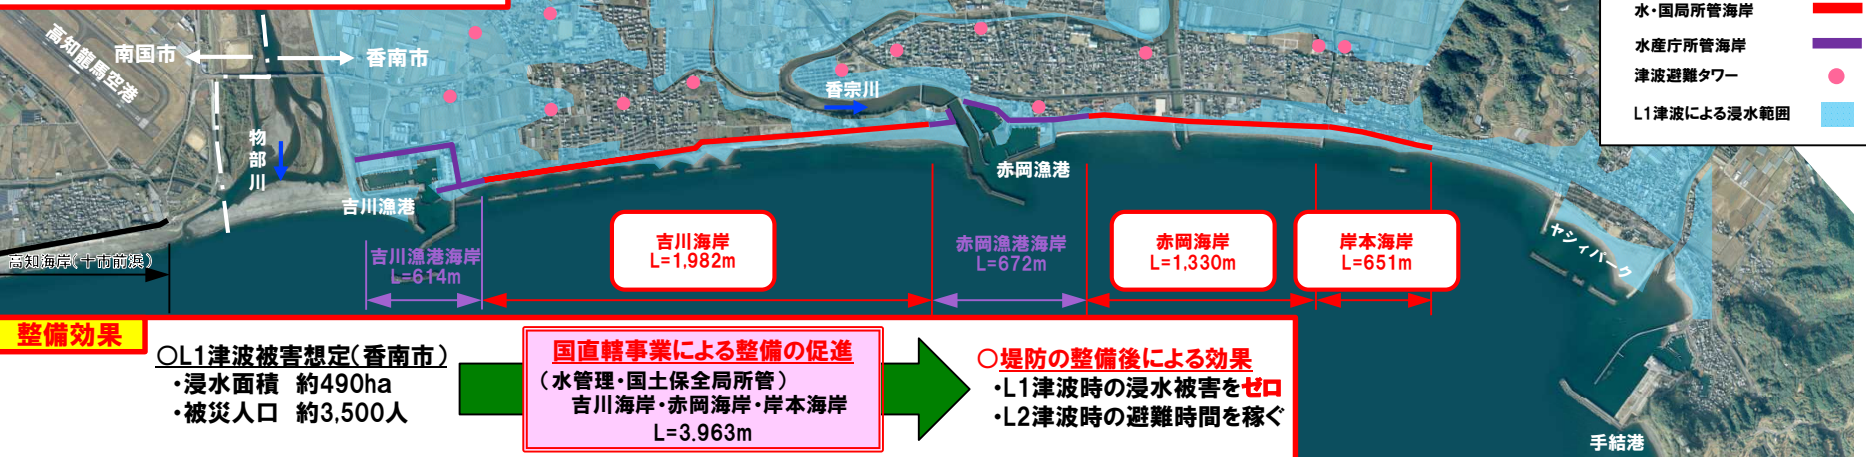 水・国局所管海岸
水産庁所管海岸
津波避難タワー
L1津波による浸水範囲
高知龍馬空港
南国市
香南市
物部川
香宗川
吉川漁港
赤岡漁港
高知海岸(十市前浜)
吉川漁港海岸
L=614m
吉川海岸
L=1,982m
赤岡漁港海岸
L=672m
赤岡海岸
L=1,330m
岸本海岸
L=651m
ヤシィパーク
手結港
整備効果
○L1津波被害想定(香南市)
・浸水面積 約490ha
・被災人口 約3,500人
国直轄事業による整備の促進
(水管理・国土保全局所管)
吉川海岸・赤岡海岸・岸本海岸
L=3.963m
○堤防の整備後による効果
・L1津波時の浸水被害をゼロ
・L2津波時の避難時間を稼ぐ